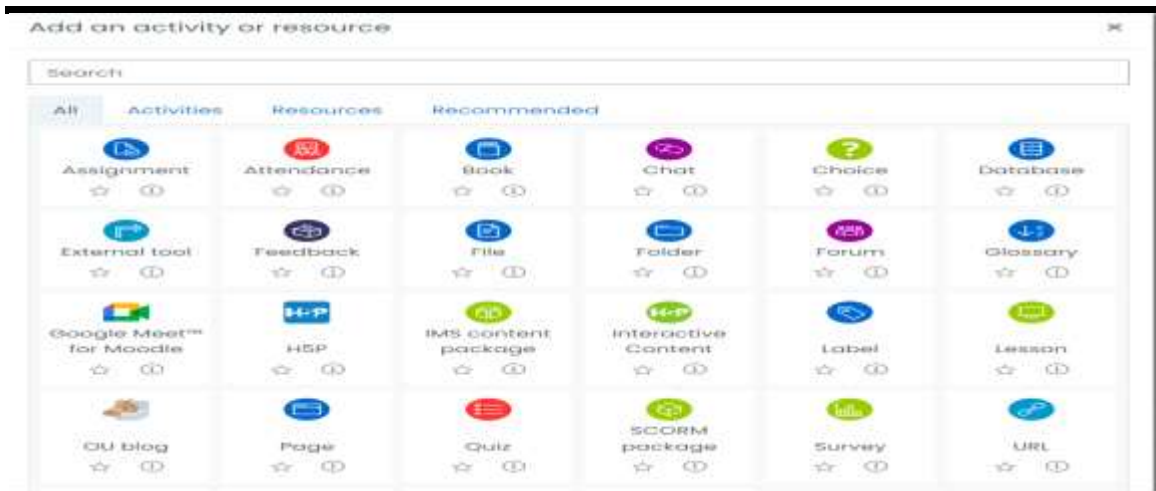 Add an activity or resource
Search
All Activities Resources Recommended
Assignment Attendance Book Chat Choice Database
External tool Feedback File Folder Forum Glossary
Google Meet™ for Moodle H5P IMS content package Interactive Content Label Lesson
OU blog Page Quiz SCORM package Survey URL